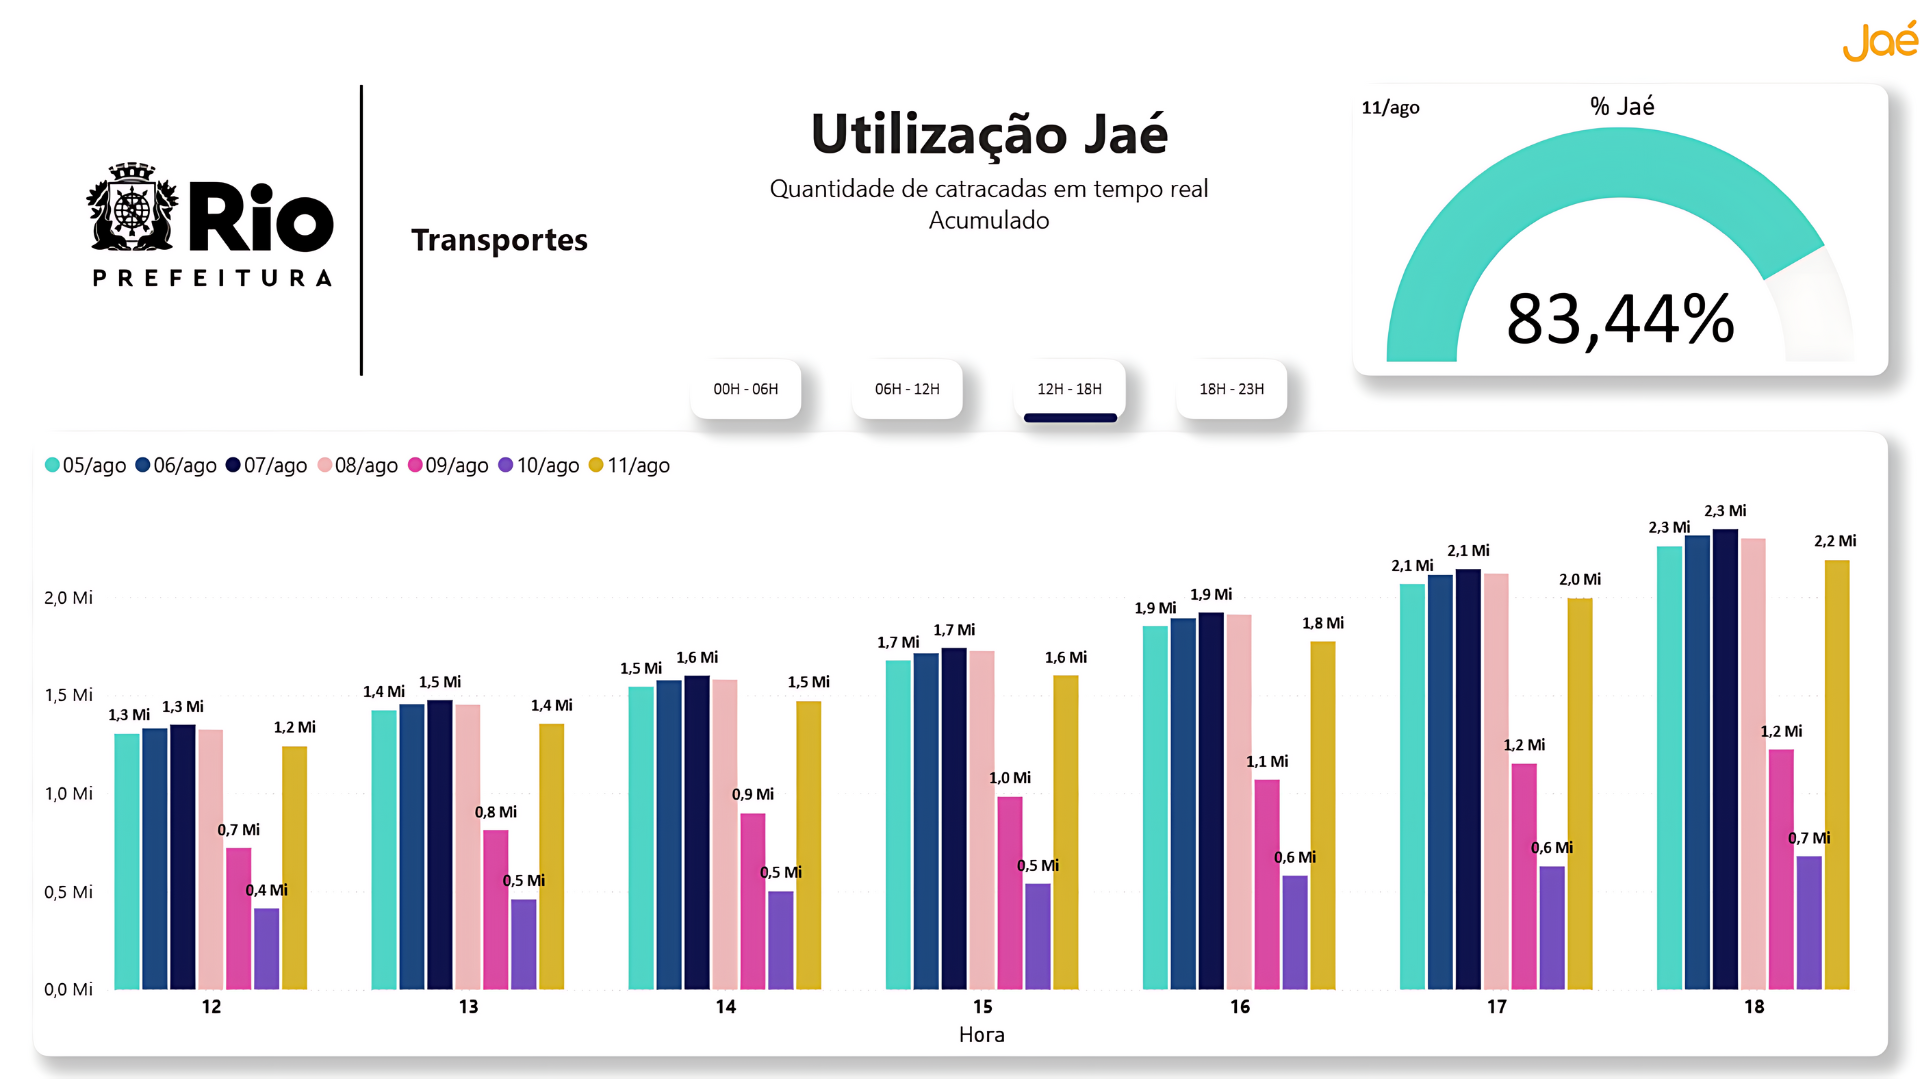 Jaé
Rio
PREFEITURA
Transportes
Utilização Jaé
Quantidade de catracadas em tempo real
Acumulado
11/ago
% Jaé
83,44%
00H - 06H
06H - 12H
12H - 18H
18H - 23H
05/ago 06/ago 07/ago 08/ago 09/ago 10/ago 11/ago
2,0 Mi
1,5 Mi
1,0 Mi
0,5 Mi
0,0 Mi
1,3 Mi 1,3 Mi 0,7 Mi 0,4 Mi 1,2 Mi
1,4 Mi 1,5 Mi 0,8 Mi 0,5 Mi 1,4 Mi
1,5 Mi 1,6 Mi 0,9 Mi 0,5 Mi 1,5 Mi
1,7 Mi 1,7 Mi 1,0 Mi 0,5 Mi 1,6 Mi
1,9 Mi 1,9 Mi 1,1 Mi 0,6 Mi 1,8 Mi
2,1 Mi 2,1 Mi 1,2 Mi 0,6 Mi 2,0 Mi
2,3 Mi 2,3 Mi 1,2 Mi 0,7 Mi 2,2 Mi
12 13 14 15 16 17 18
Hora